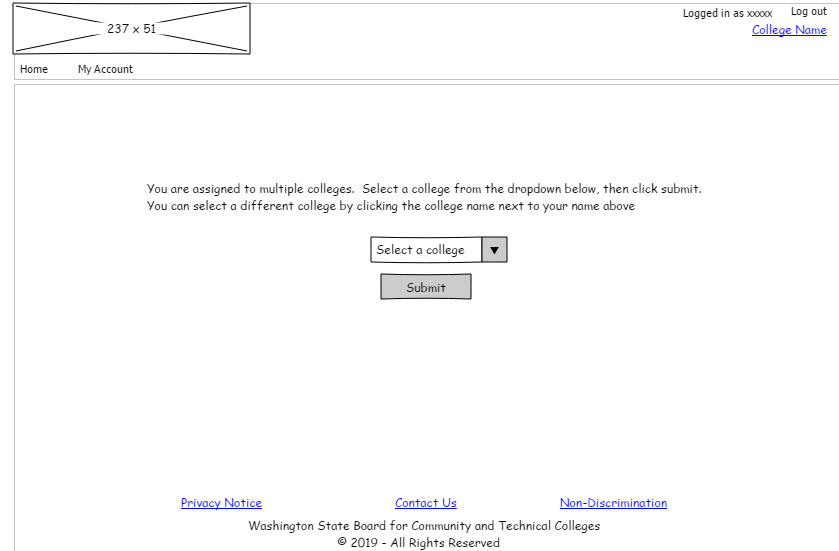 237 x 51
Logged in as xxxxx Log out
College Name
Home My Account
You are assigned to multiple colleges. Select a college from the dropdown below, then click submit.
You can select a different college by clicking the college name next to your name above
Select a college
Submit
Privacy Notice Contact Us Non-Discrimination
Washington State Board for Community and Technical Colleges
© 2019 - All Rights Reserved